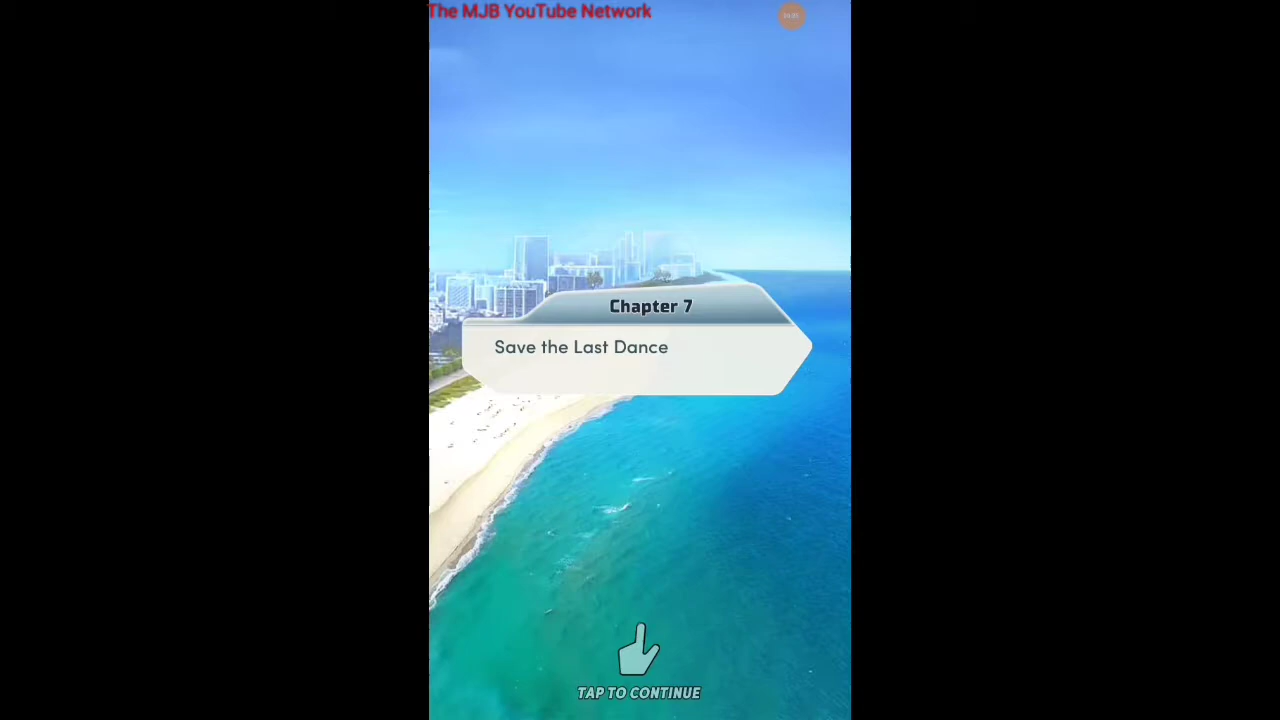 The MJB YouTube Network
Chapter 7
Save the Last Dance
TAP TO CONTINUE